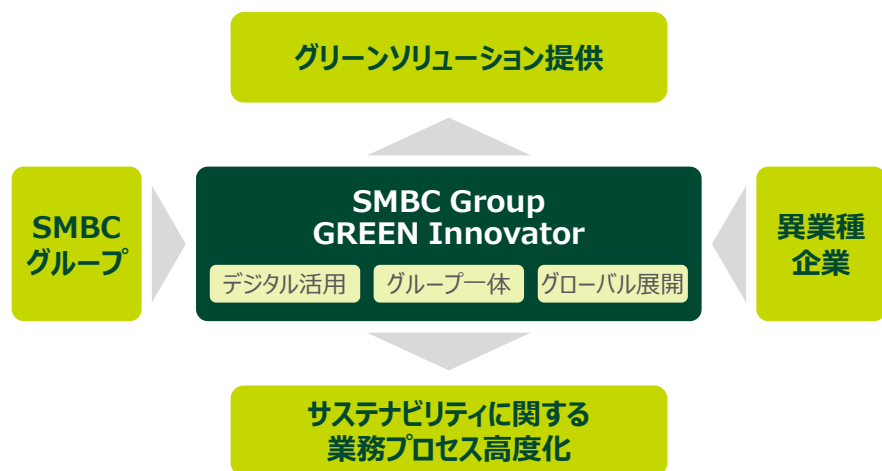 グリーンソリューション提供
SMBC
グループ
SMBC Group
GREEN Innovator
デジタル活用
グループ一体
グローバル展開
異業種
企業
サステナビリティに関する
業務プロセス高度化